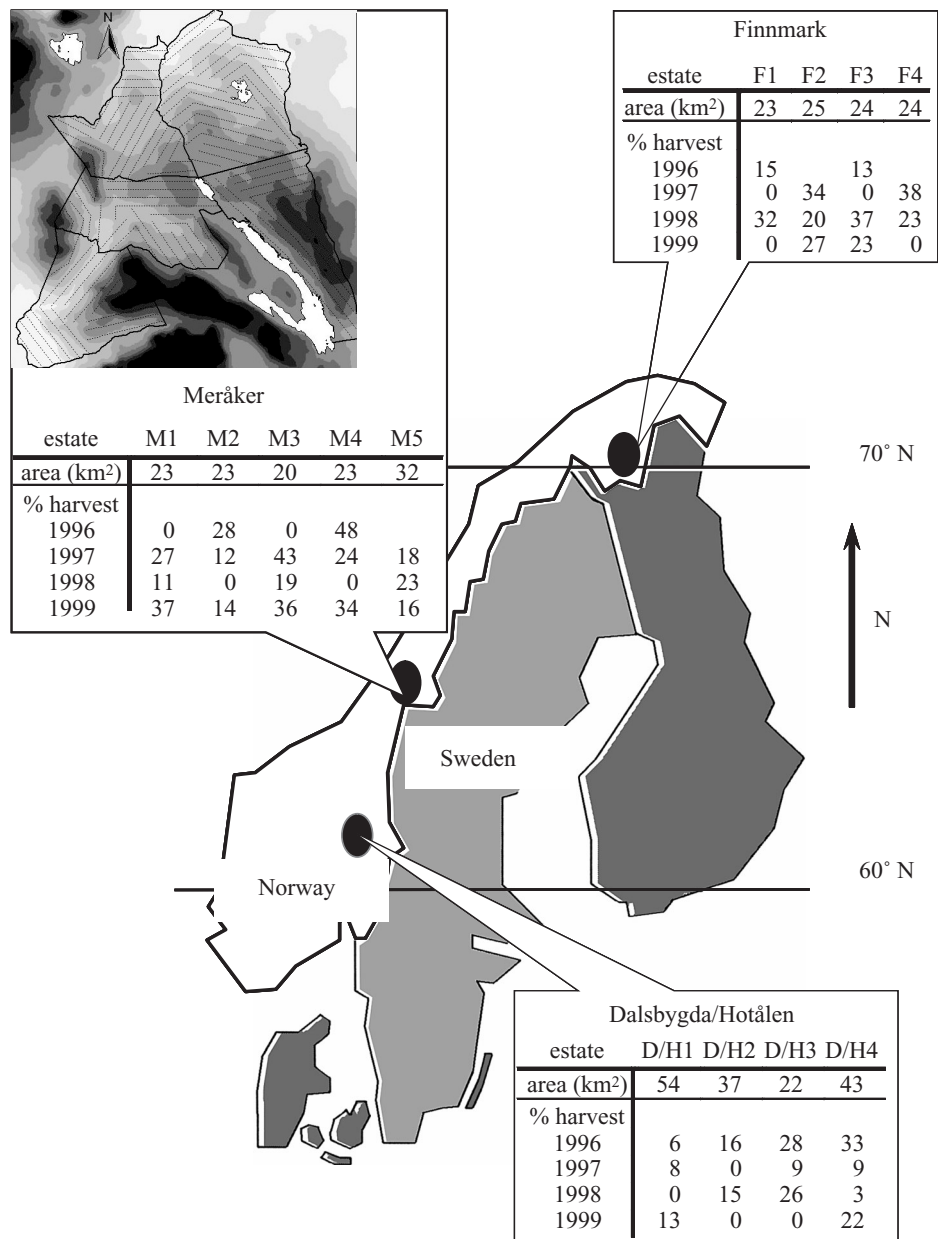 N
Finnmark
estate F1 F2 F3 F4
area (km²) 23 25 24 24
% harvest
1996 15 13
1997 0 34 0 38
1998 32 20 37 23
1999 0 27 23 0
Meråker
estate M1 M2 M3 M4 M5
area (km²) 23 23 20 23 32
% harvest
1996 0 28 0 48
1997 27 12 43 24 18
1998 11 0 19 0 23
1999 37 14 36 34 16
70° N
N
Sweden
60° N
Norway
Dalsbygda/Hotålen
estate D/H1 D/H2 D/H3 D/H4
area (km²) 54 37 22 43
% harvest
1996 6 16 28 33
1997 8 0 9 9
1998 0 15 26 3
1999 13 0 0 22